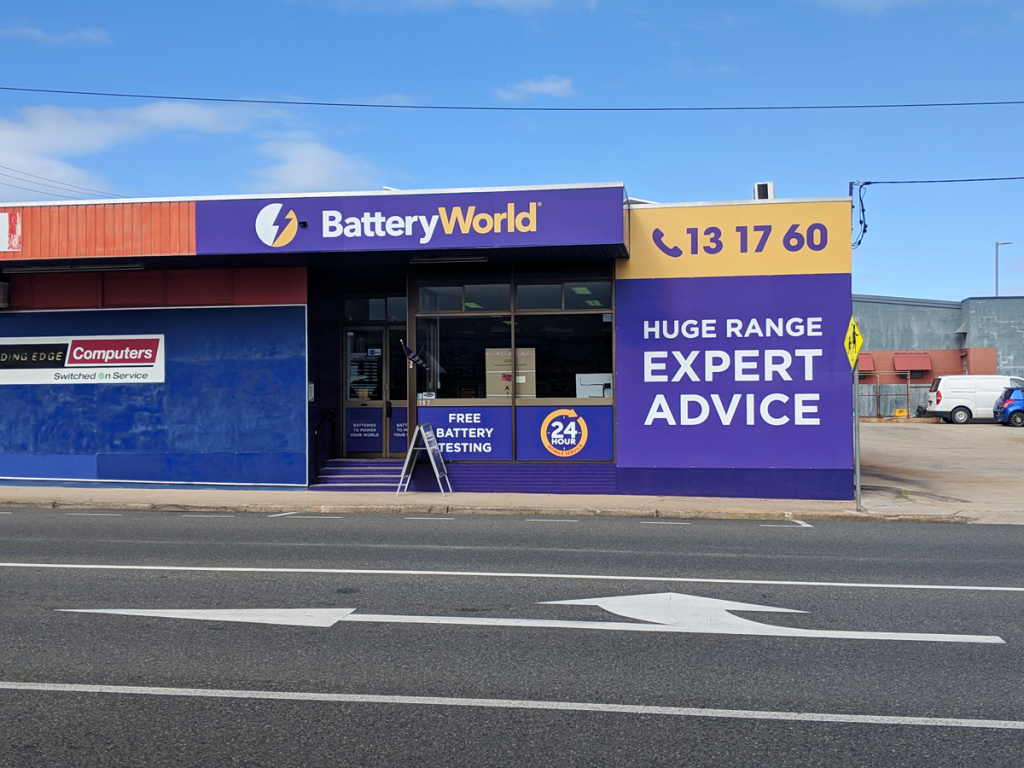 BatteryWorld
13 17 60
HUGE RANGE
EXPERT
ADVICE
DING EDGE
Computers
Switched On Service
BATTERIES
TO POWER
YOUR WORLD
FREE
BATTERY
TESTING
24
HOUR